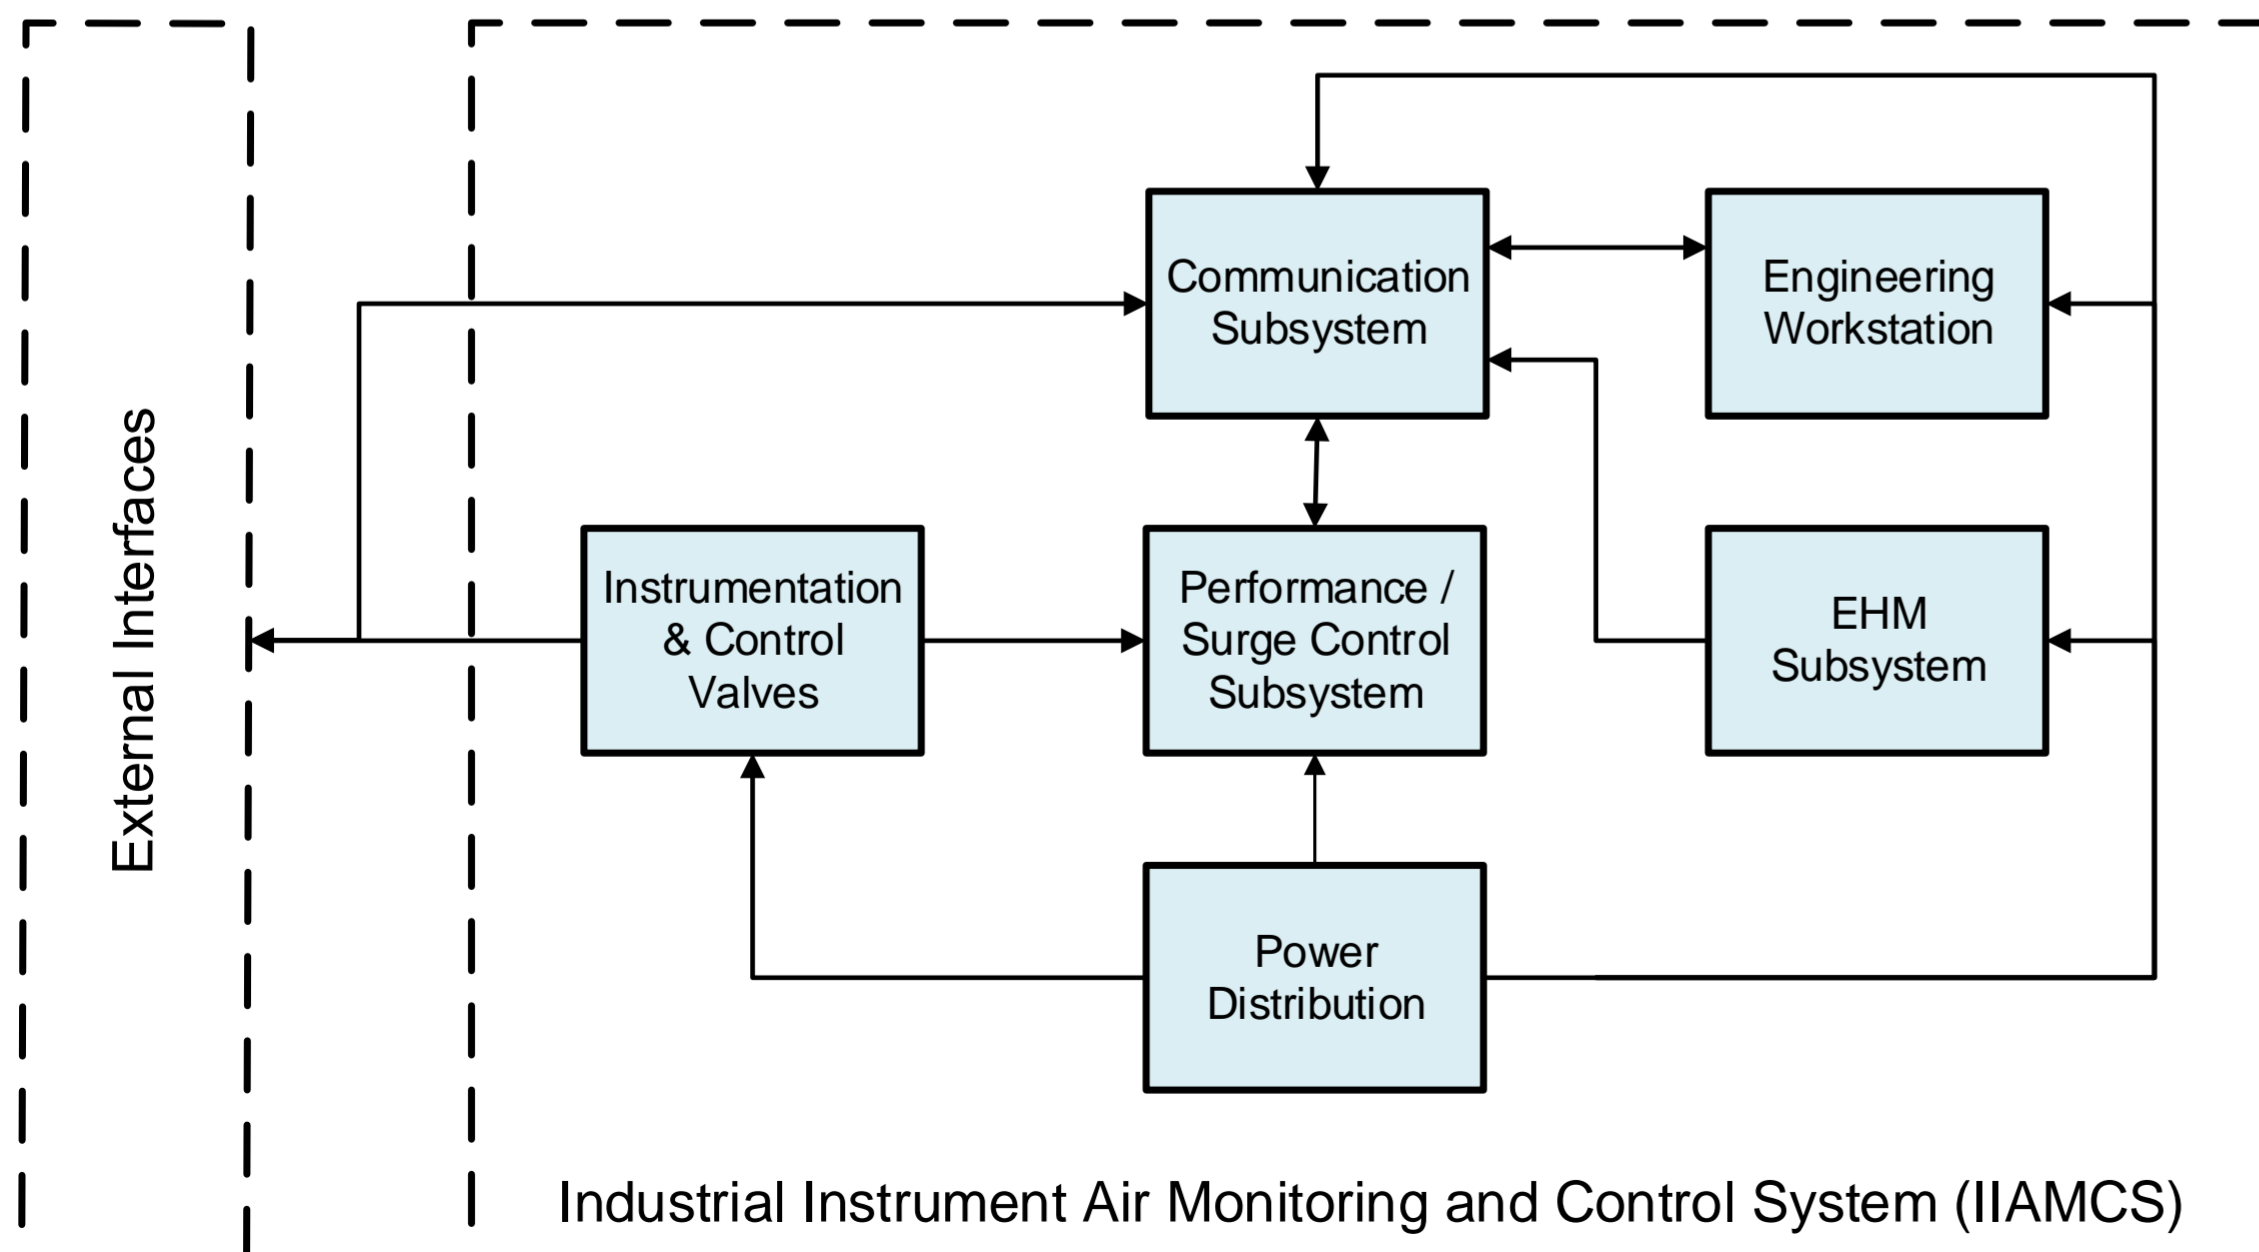 External Interfaces
Communication
Subsystem
Engineering
Workstation
Instrumentation
& Control
Valves
Performance /
Surge Control
Subsystem
EHM
Subsystem
Power
Distribution
Industrial Instrument Air Monitoring and Control System (IIAMCS)